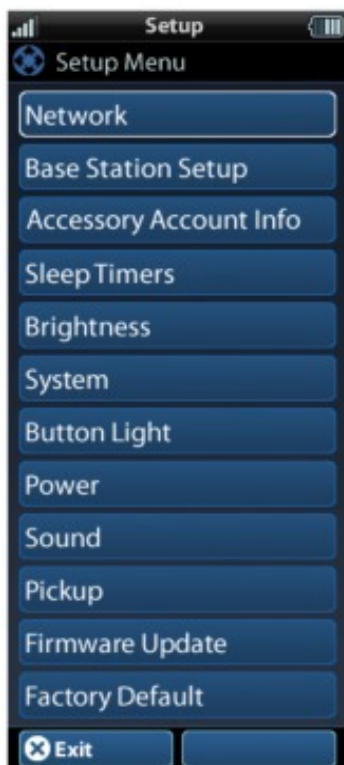 Setup
Setup Menu
Network
Base Station Setup
Accessory Account Info
Sleep Timers
Brightness
System
Button Light
Power
Sound
Pickup
Firmware Update
Factory Default
Exit